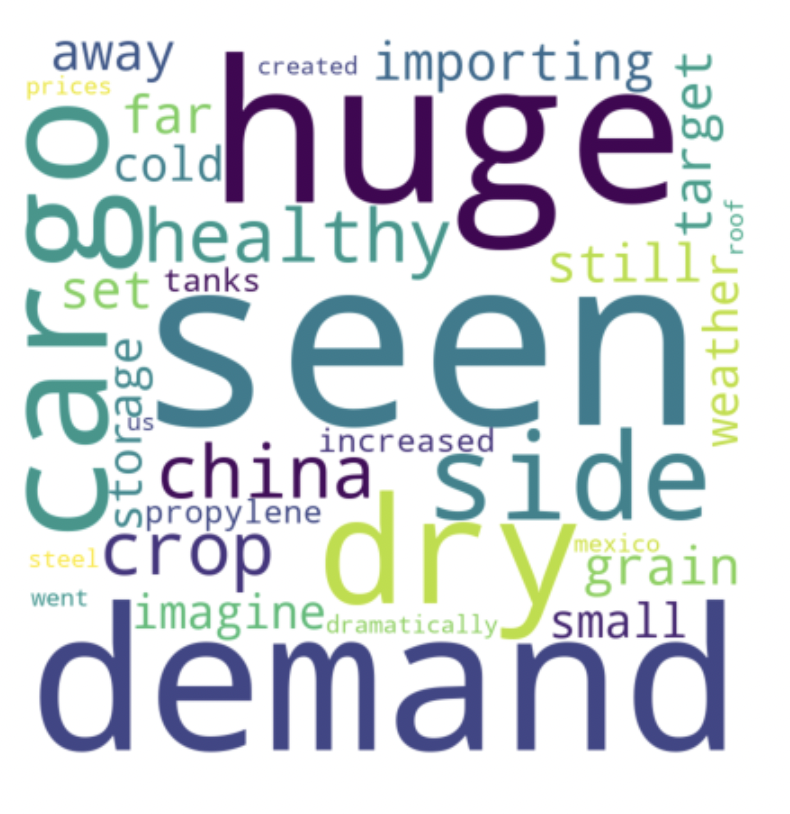 away
created
importing
prices
huge
target
far
cargo
cold
healthy
roof
still
set
tanks
weather
seen
storage
us
increased
side
china
propylene
dry
crop
mexico
steel
grain
went
imagine
dramatically
small
demand